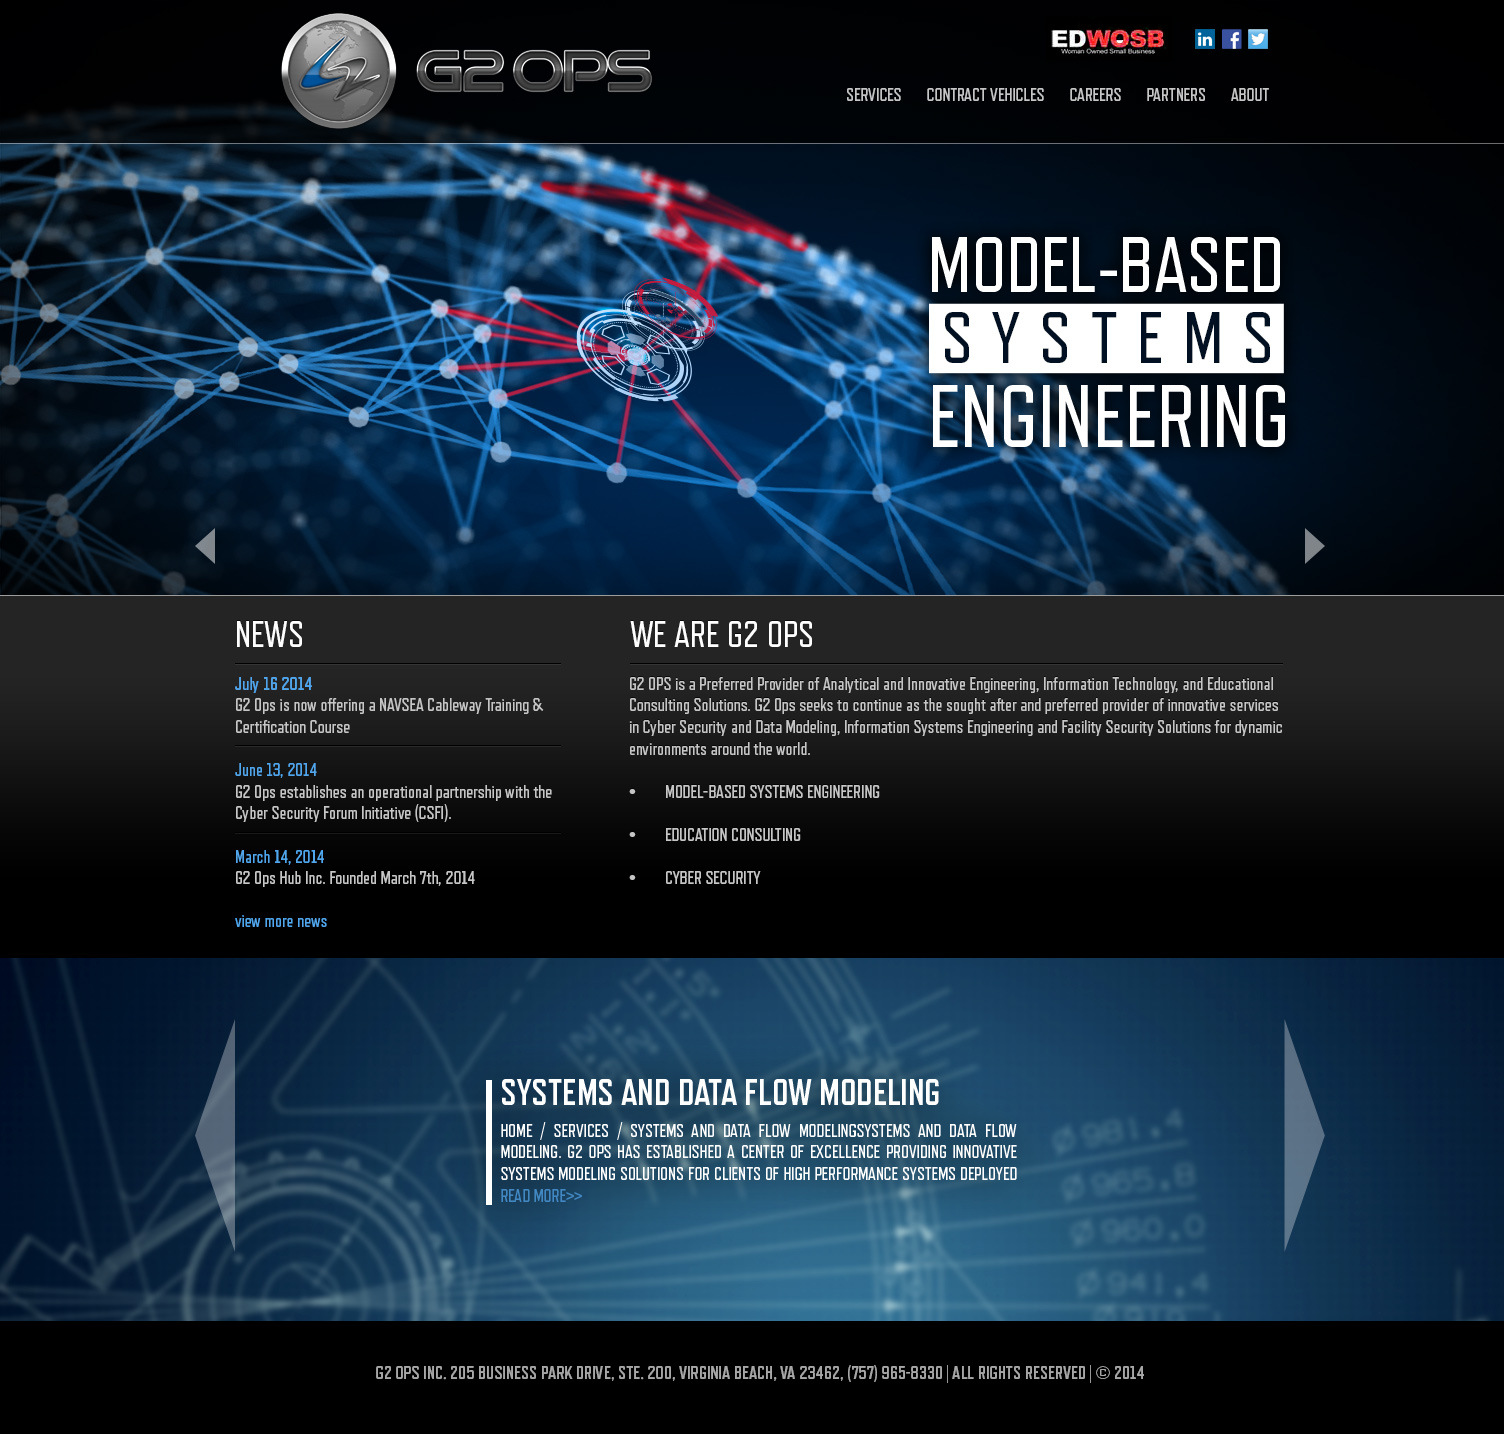 G2 OPS
EDWOSB
Woman Owned Small Business
in f
SERVICES CONTRACT VEHICLES CAREERS PARTNERS ABOUT
MODEL-BASED
SYSTEMS
ENGINEERING
NEWS
July 16 2014
G2 Ops is now offering a NAVSEA Cableway Training &
Certification Course
June 13, 2014
G2 Ops establishes an operational partnership with the
Cyber Security Forum Initiative (CSFI).
March 14, 2014
G2 Ops Hub Inc. Founded March 7th, 2014
view more news
WE ARE G2 OPS
G2 OPS is a Preferred Provider of Analytical and Innovative Engineering, Information Technology, and Educational
Consulting Solutions. G2 Ops seeks to continue as the sought after and preferred provider of innovative services
in Cyber Security and Data Modeling, Information Systems Engineering and Facility Security Solutions for dynamic
environments around the world.
• MODEL-BASED SYSTEMS ENGINEERING
• EDUCATION CONSULTING
• CYBER SECURITY
SYSTEMS AND DATA FLOW MODELING
HOME / SERVICES / SYSTEMS AND DATA FLOW MODELINGSYSTEMS AND DATA FLOW
MODELING. G2 OPS HAS ESTABLISHED A CENTER OF EXCELLENCE PROVIDING INNOVATIVE
SYSTEMS MODELING SOLUTIONS FOR CLIENTS OF HIGH PERFORMANCE SYSTEMS DEPLOYED
READ MORE>>
Ø981.4
Ø965.8
Ø960.0
Ø941.4
G2 OPS INC. 205 BUSINESS PARK DRIVE, STE. 200, VIRGINIA BEACH, VA 23462, (757) 965-8330 | ALL RIGHTS RESERVED | © 2014